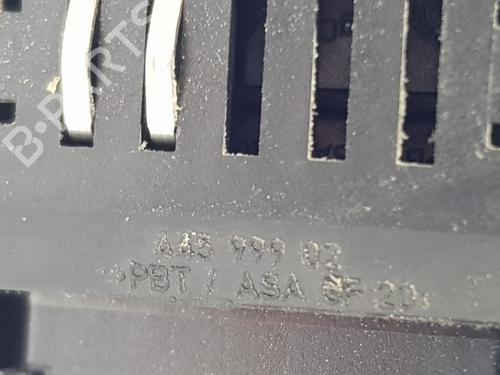 B-PARTS
445 999 02
>PBT / ASA GF 20<